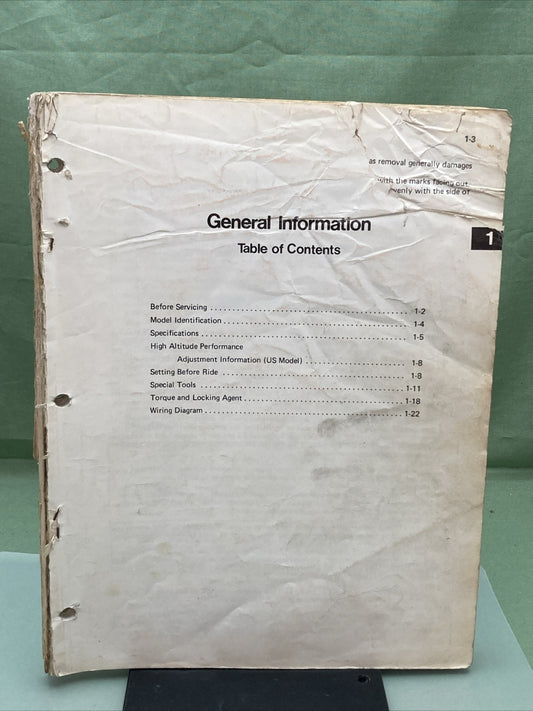 1-3
as removal generally damages
with the marks facing out.
evenly with the side of
General Information
Table of Contents
1
Before Servicing ........................................ 1-2
Model Identification ........................................ 1-4
Specifications ........................................ 1-5
High Altitude Performance
Adjustment Information (US Model) ........................ 1-8
Setting Before Ride ........................................ 1-8
Special Tools ........................................ 1-11
Torque and Locking Agent ................................ 1-18
Wiring Diagram ........................................ 1-22